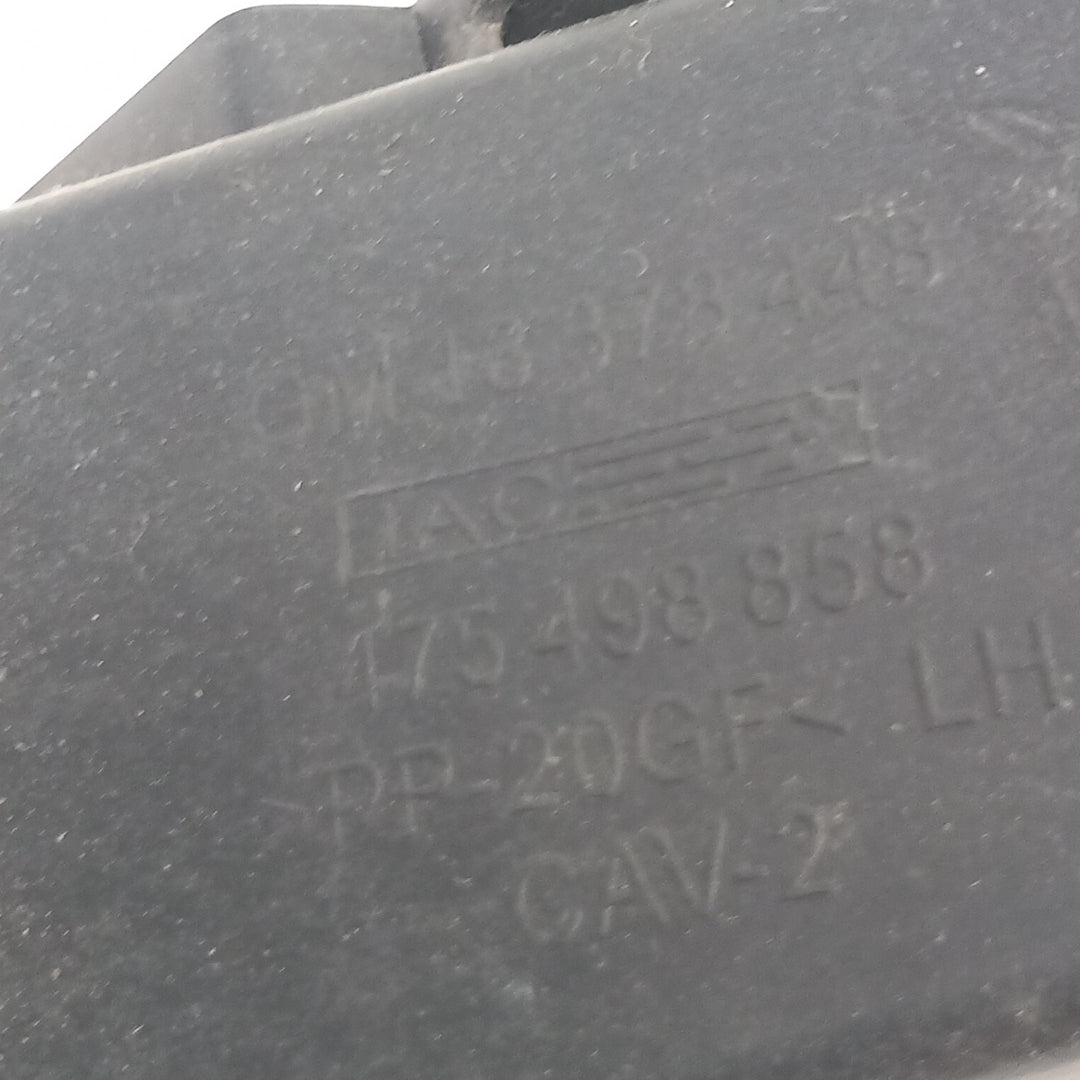 GM 13 378 448
IAC
175 498 858
PP-20GF< LH
CAV-2